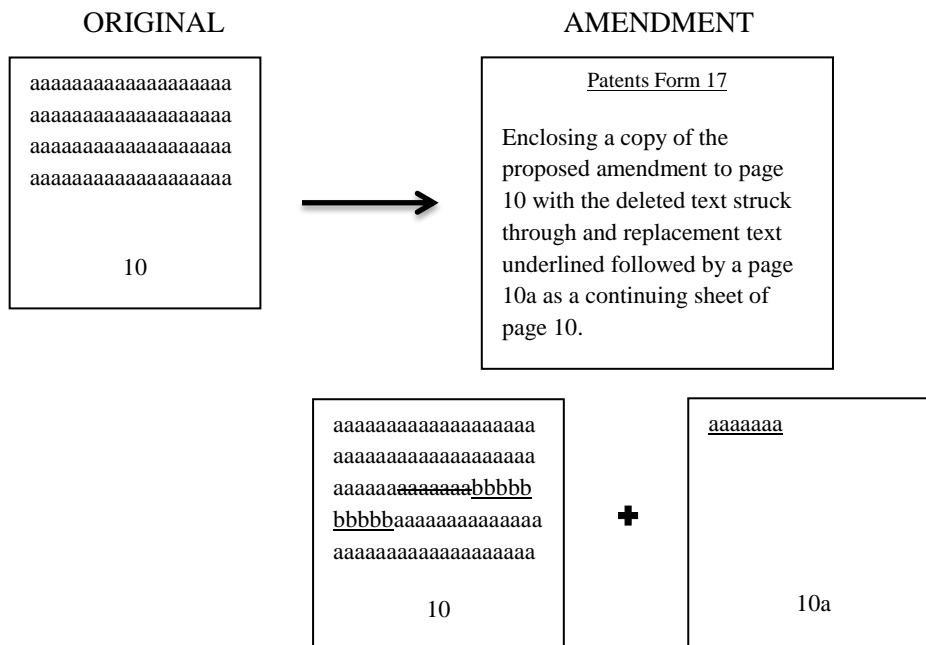 ORIGINAL
AMENDMENT
aaaaaaaaaaaaaaaaaaa
aaaaaaaaaaaaaaaaaaa
aaaaaaaaaaaaaaaaaaa
aaaaaaaaaaaaaaaaaaa
10
Patents Form 17
Enclosing a copy of the
proposed amendment to page
10 with the deleted text struck
through and replacement text
underlined followed by a page
10a as a continuing sheet of
page 10.
aaaaaaaaaaaaaaaaaaa
aaaaaaaaaaaaaaaaaaa
aaaaaaaaaaaaabbbbb
bbbbbaaaaaaaaaaaaaa
aaaaaaaaaaaaaaaaaaa
10
aaaaaaa
10a